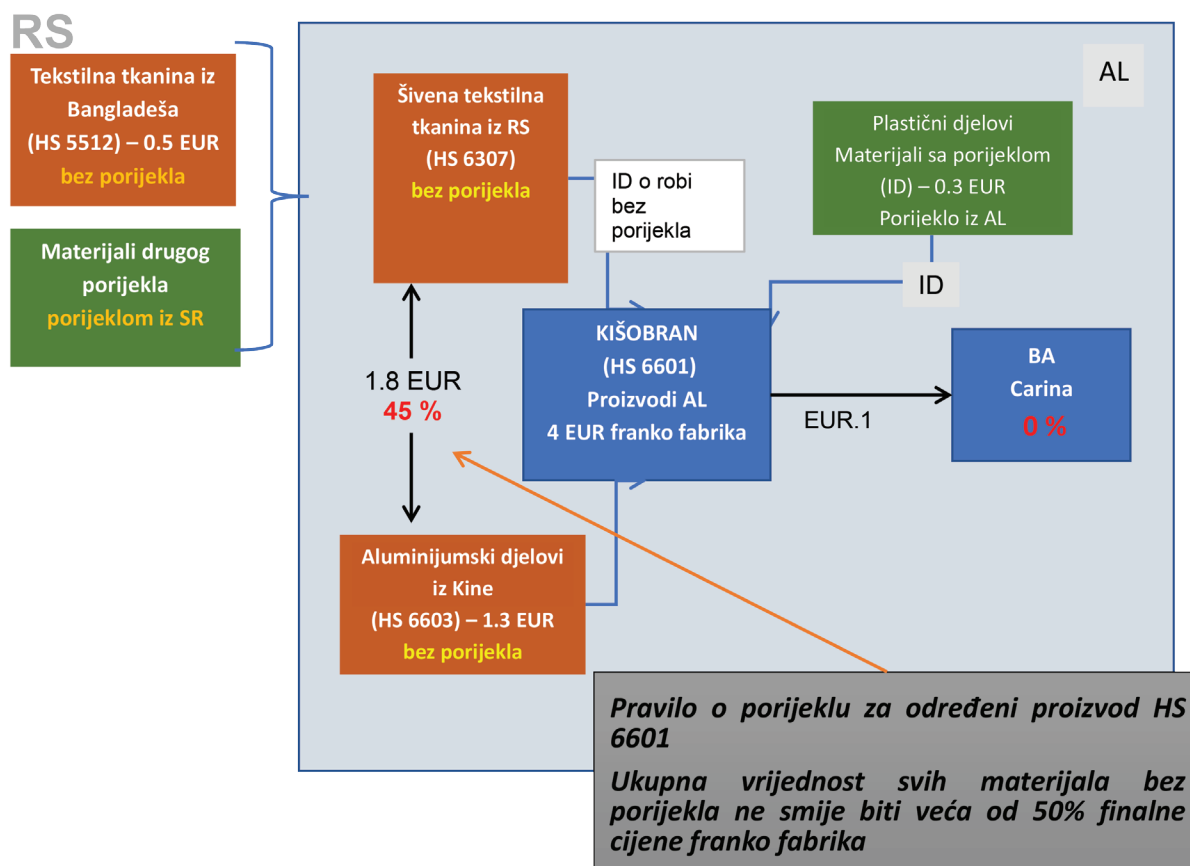 RS
Tekstilna tkanina iz
Bangladeša
(HS 5512) – 0.5 EUR
bez porijekla
Materijali drugog
porijekla
porijeklom iz SR
AL
Šivena tekstilna
tkanina iz RS
(HS 6307)
bez porijekla
ID o robi
bez
porijekla
Plastični djelovi
Materijali sa porijeklom
(ID) – 0.3 EUR
Porijeklo iz AL
ID
1.8 EUR
45 %
KIŠOBRAN
(HS 6601)
Proizvodi AL
4 EUR franko fabrika
EUR.1
BA
Carina
0 %
Aluminijumski djelovi
iz Kine
(HS 6603) – 1.3 EUR
bez porijekla
Pravilo o porijeklu za određeni proizvod HS
6601
Ukupna vrijednost svih materijala bez
porijekla ne smije biti veća od 50% finalne
cijene franko fabrika